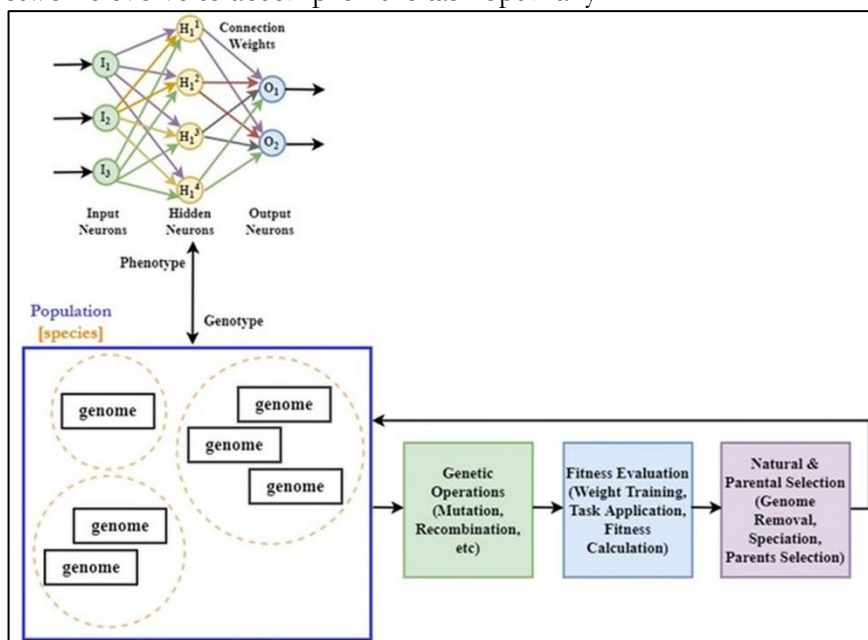 Connection
Weights
H₁¹
I₁
H₁²
O₁
I₂
H₁³
O₂
I₃
H₁⁴
Input
Neurons
Hidden
Neurons
Output
Neurons
Phenotype
Genotype
Population
[species]
genome
genome
genome
genome
genome
genome
Genetic
Operations
(Mutation,
Recombination,
etc)
Fitness Evaluation
(Weight Training,
Task Application,
Fitness
Calculation)
Natural &
Parental Selection
(Genome
Removal,
Speciation,
Parents Selection)